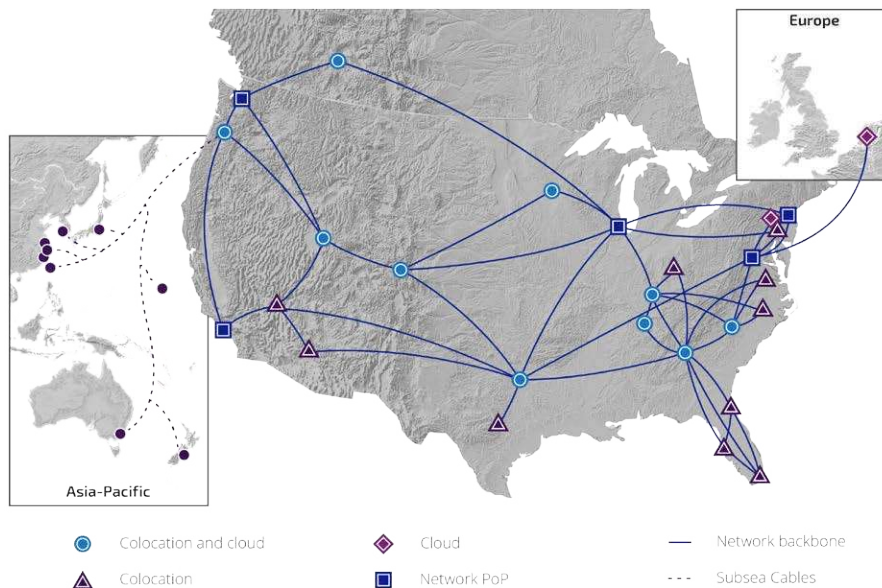 Europe
Asia-Pacific
Colocation and cloud
Cloud
Network backbone
Colocation
Network PoP
Subsea Cables